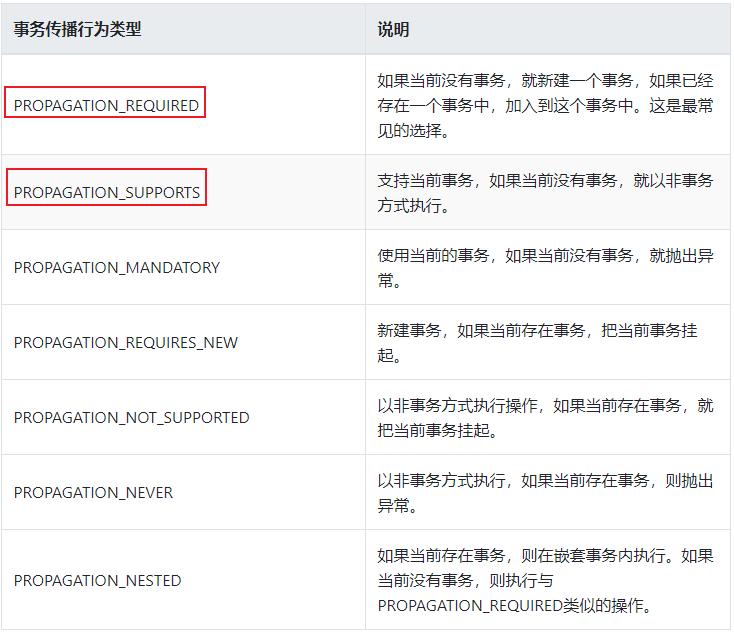 事务传播行为类型
说明
PROPAGATION_REQUIRED
如果当前没有事务，就新建一个事务，如果已经
存在一个事务中，加入到这个事务中。这是最常
见的选择。
PROPAGATION_SUPPORTS
支持当前事务，如果当前没有事务，就以非事务
方式执行。
PROPAGATION_MANDATORY
使用当前的事务，如果当前没有事务，就抛出异
常。
PROPAGATION_REQUIRES_NEW
新建事务，如果当前存在事务，把当前事务挂
起。
PROPAGATION_NOT_SUPPORTED
以非事务方式执行操作，如果当前存在事务，就
把当前事务挂起。
PROPAGATION_NEVER
以非事务方式执行，如果当前存在事务，则抛出
异常。
PROPAGATION_NESTED
如果当前存在事务，则在嵌套事务内执行。如果
当前没有事务，则执行与
PROPAGATION_REQUIRED类似的操作。